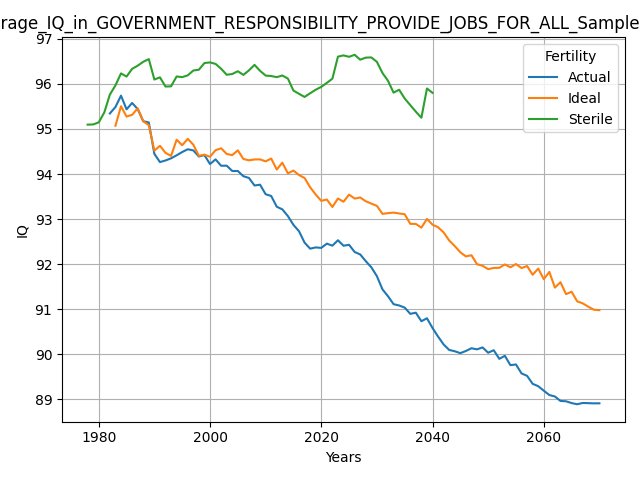 rage_IQ_in_GOVERNMENT_RESPONSIBILITY_PROVIDE_JOBS_FOR_ALL_Sample
97
96
95
94
93
92
91
90
89
IQ
Fertility
Actual
Ideal
Sterile
1980 2000 2020 2040 2060
Years